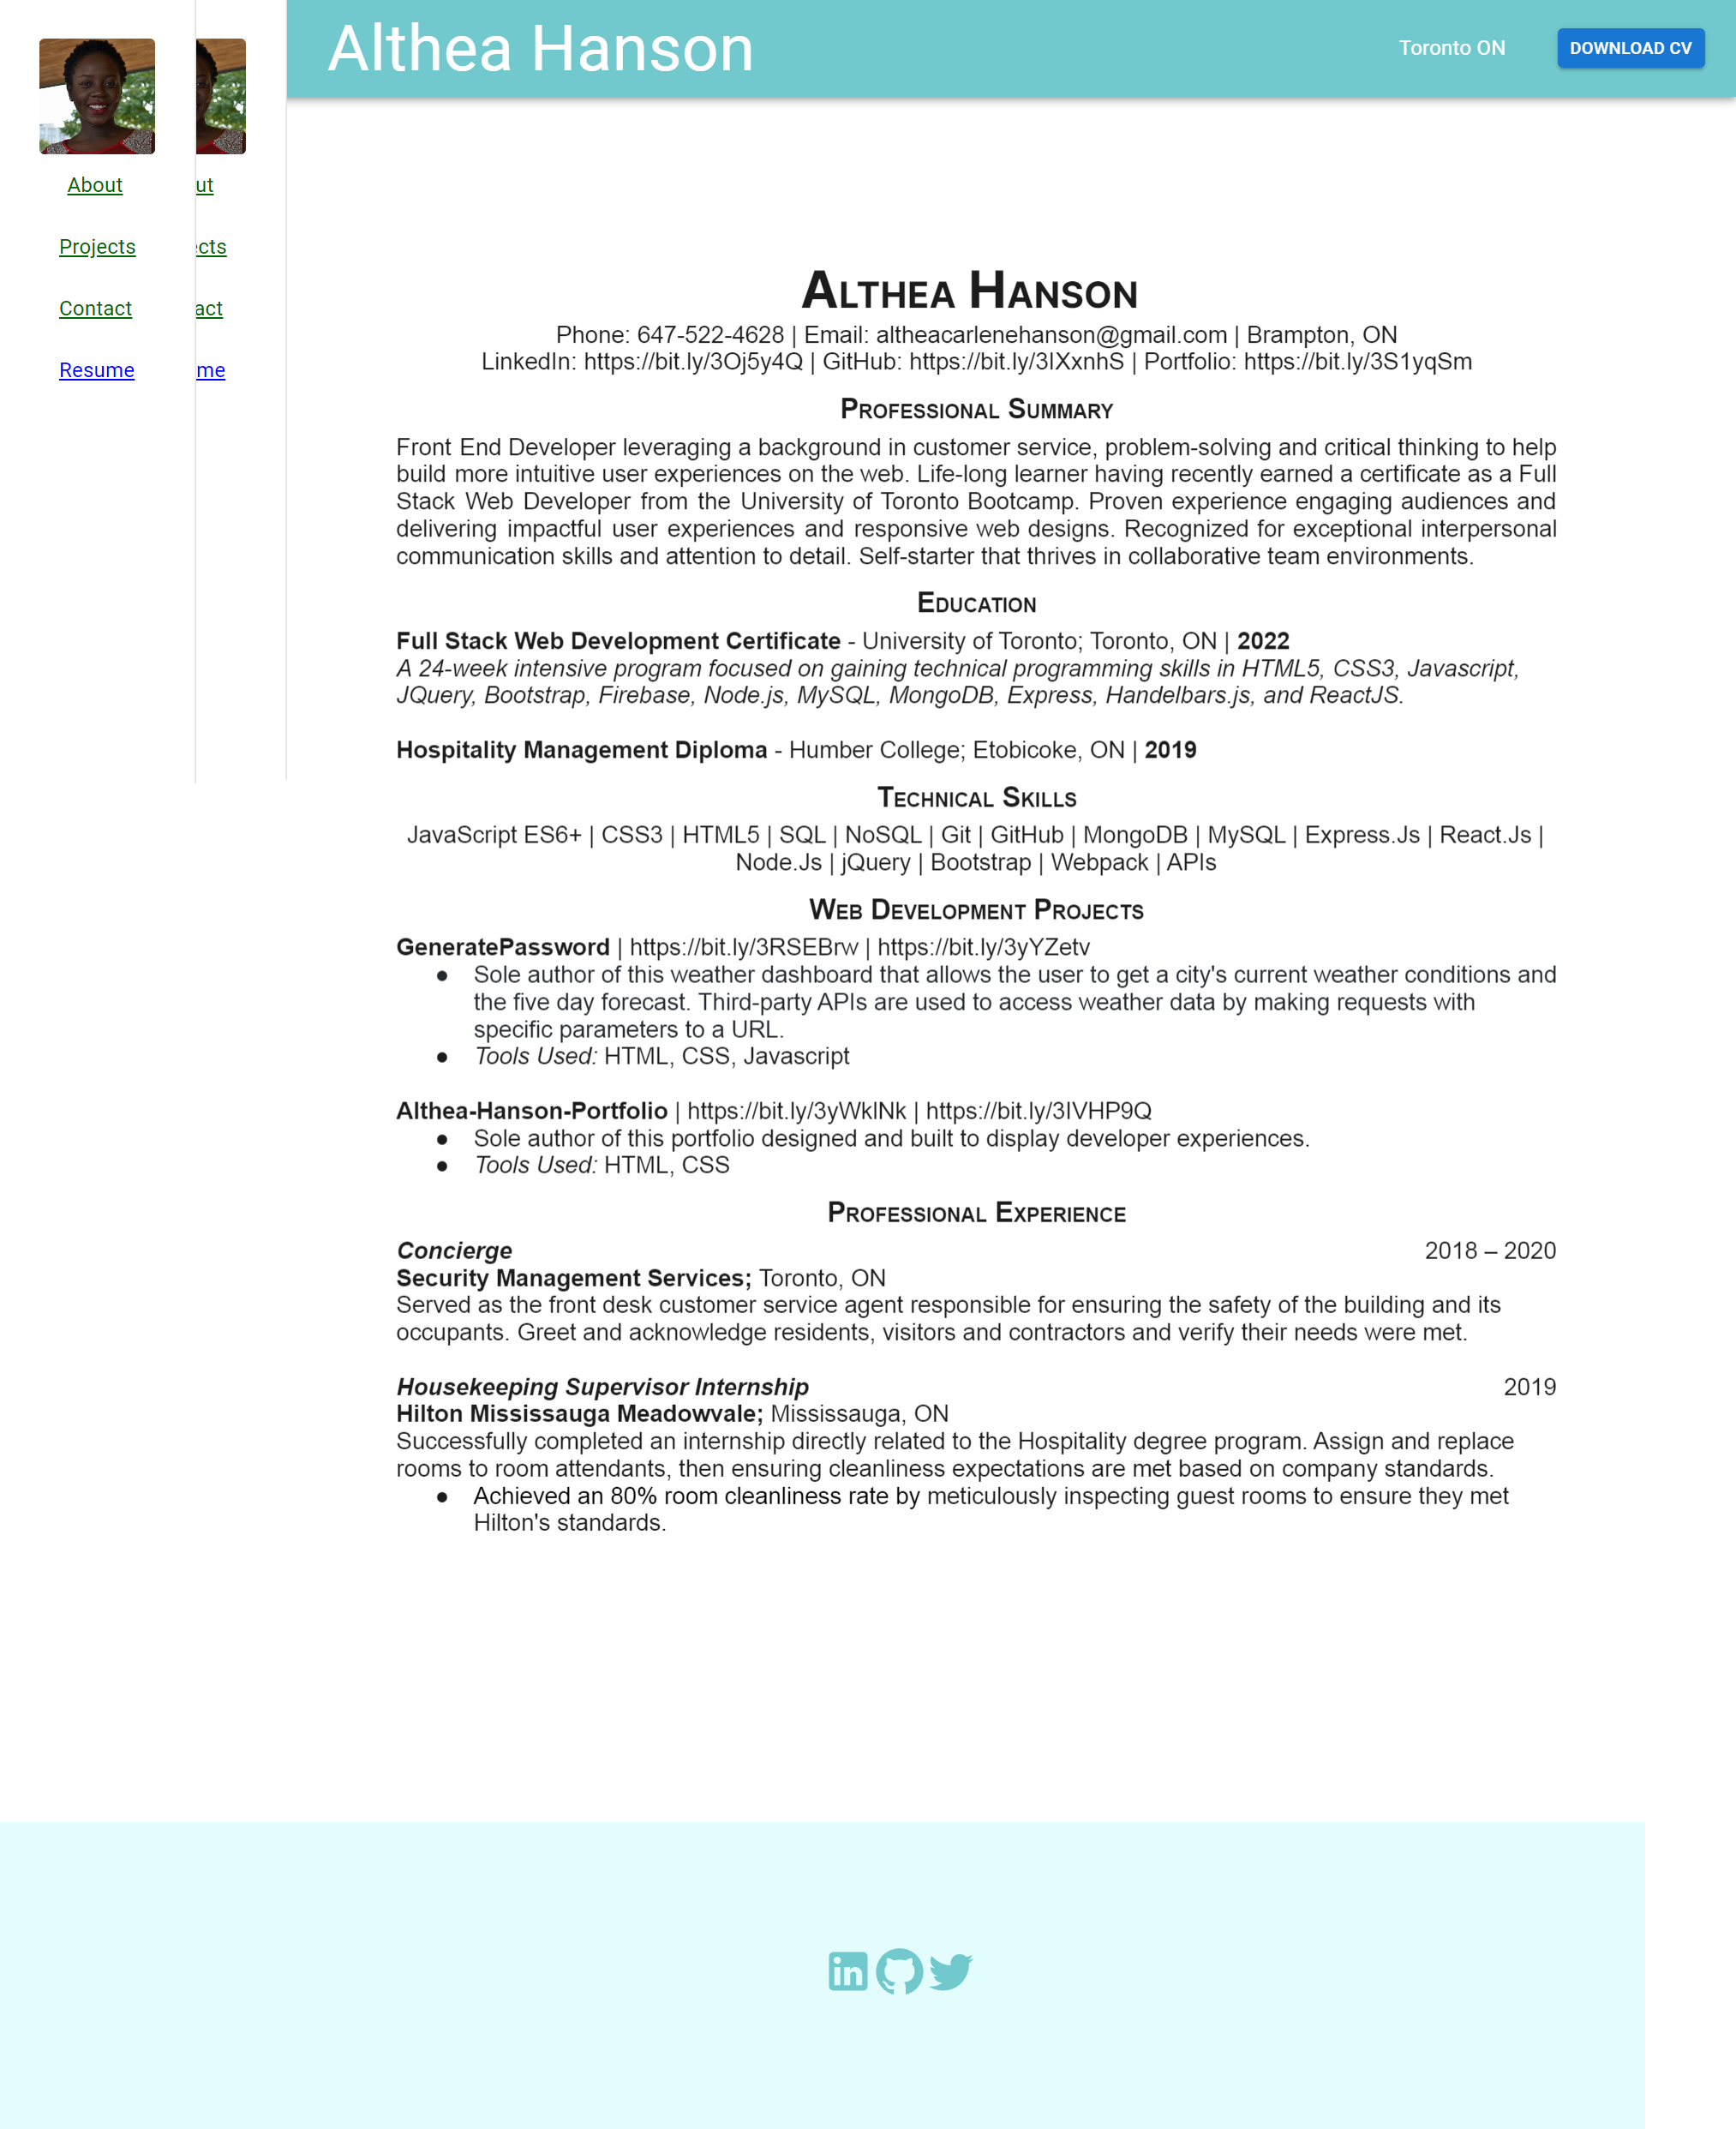 Althea Hanson
Toronto ON
DOWNLOAD CV
About
ut
Projects
cts
Contact
act
Resume
me
Althea Hanson
Phone: 647-522-4628 | Email: altheacarlenehanson@gmail.com | Brampton, ON
LinkedIn: https://bit.ly/3Oj5y4Q | GitHub: https://bit.ly/3IXxnhS | Portfolio: https://bit.ly/3S1yqSm
Professional Summary
Front End Developer leveraging a background in customer service, problem-solving and critical thinking to help
build more intuitive user experiences on the web. Life-long learner having recently earned a certificate as a Full
Stack Web Developer from the University of Toronto Bootcamp. Proven experience engaging audiences and
delivering impactful user experiences and responsive web designs. Recognized for exceptional interpersonal
communication skills and attention to detail. Self-starter that thrives in collaborative team environments.
Education
Full Stack Web Development Certificate - University of Toronto; Toronto, ON | 2022
A 24-week intensive program focused on gaining technical programming skills in HTML5, CSS3, Javascript,
JQuery, Bootstrap, Firebase, Node.js, MySQL, MongoDB, Express, Handelbars.js, and ReactJS.
Hospitality Management Diploma - Humber College; Etobicoke, ON | 2019
Technical Skills
JavaScript ES6+ | CSS3 | HTML5 | SQL | NoSQL | Git | GitHub | MongoDB | MySQL | Express.Js | React.Js |
Node.Js | jQuery | Bootstrap | Webpack | APIs
Web Development Projects
GeneratePassword | https://bit.ly/3RSEBrw | https://bit.ly/3yYZetv
● Sole author of this weather dashboard that allows the user to get a city's current weather conditions and
the five day forecast. Third-party APIs are used to access weather data by making requests with
specific parameters to a URL.
● Tools Used: HTML, CSS, Javascript
Althea-Hanson-Portfolio | https://bit.ly/3yWklNk | https://bit.ly/3IVHP9Q
● Sole author of this portfolio designed and built to display developer experiences.
● Tools Used: HTML, CSS
Professional Experience
Concierge 2018 – 2020
Security Management Services; Toronto, ON
Served as the front desk customer service agent responsible for ensuring the safety of the building and its
occupants. Greet and acknowledge residents, visitors and contractors and verify their needs were met.
Housekeeping Supervisor Internship 2019
Hilton Mississauga Meadowvale; Mississauga, ON
Successfully completed an internship directly related to the Hospitality degree program. Assign and replace
rooms to room attendants, then ensuring cleanliness expectations are met based on company standards.
● Achieved an 80% room cleanliness rate by meticulously inspecting guest rooms to ensure they met
Hilton's standards.
in